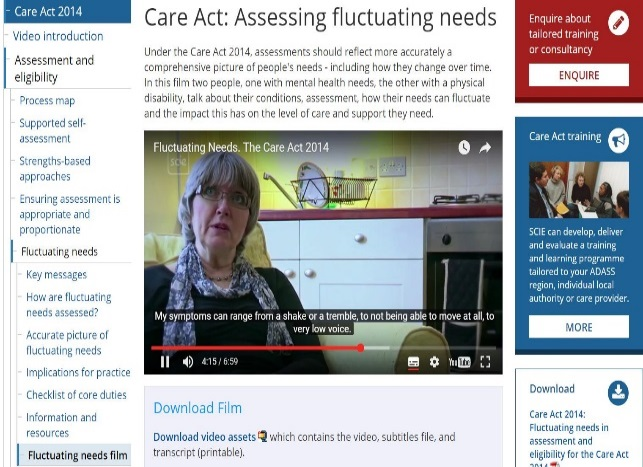 Care Act 2014
Video introduction
Assessment and
eligibility
Process map
Supported self-
assessment
Strengths-based
approaches
Ensuring assessment is
appropriate and
proportionate
Fluctuating needs
Key messages
How are fluctuating
needs assessed?
Accurate picture of
fluctuating needs
Implications for practice
Checklist of core duties
Information and
resources
Fluctuating needs film
Care Act: Assessing fluctuating needs
Under the Care Act 2014, assessments should reflect more accurately a
comprehensive picture of people's needs - including how they change over time.
In this film two people, one with mental health needs, the other with a physical
disability, talk about their conditions, assessment, how their needs can fluctuate
and the impact this has on the level of care and support they need.
Fluctuating Needs. The Care Act 2014
scie
My symptoms can range from a shake or a tremble, to not being able to move at all, to
very low voice.
4:15 / 6:59
YouTube
Download Film
Download video assets which contains the video, subtitles file, and
transcript (printable).
Enquire about
tailored training
or consultancy
ENQUIRE
Care Act training
SCIE can develop, deliver
and evaluate a training
and learning programme
tailored to your ADASS
region, individual local
authority or care provider.
MORE
Download
Care Act 2014:
Fluctuating needs in
assessment and
eligibility for the Care Act
2014